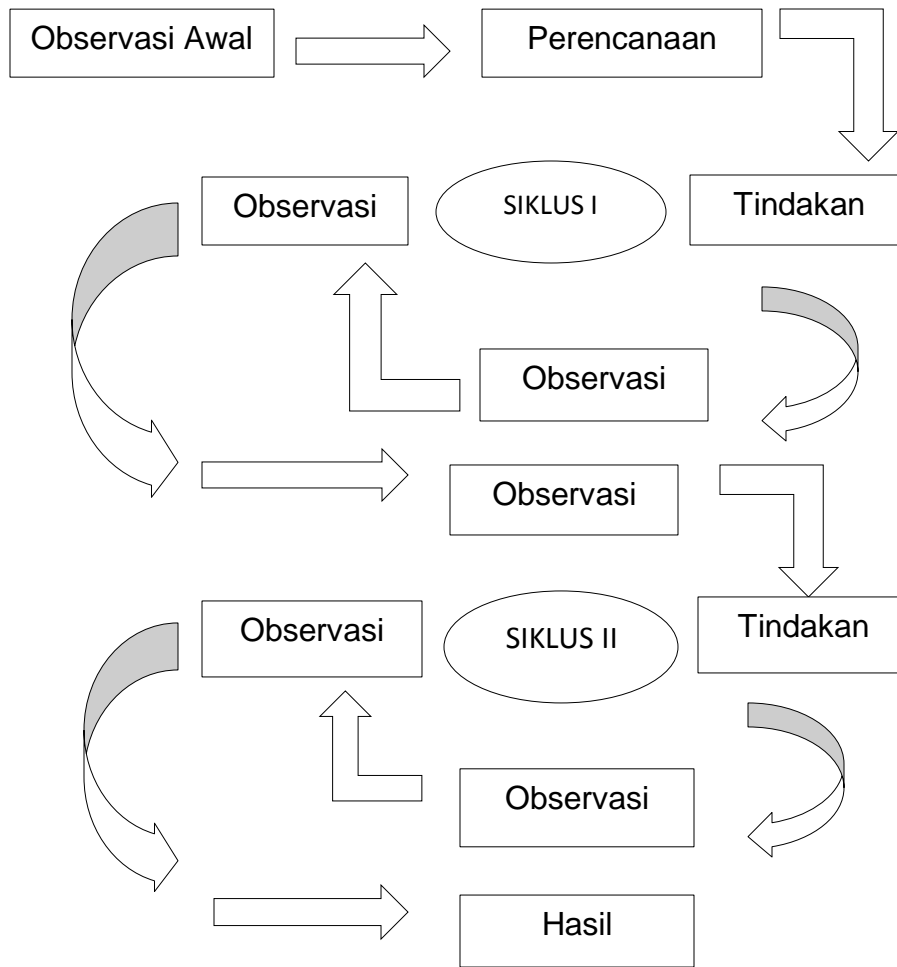 Observasi Awal
Perencanaan
Observasi
SIKLUS I
Tindakan
Observasi
Observasi
Observasi
SIKLUS II
Tindakan
Observasi
Hasil